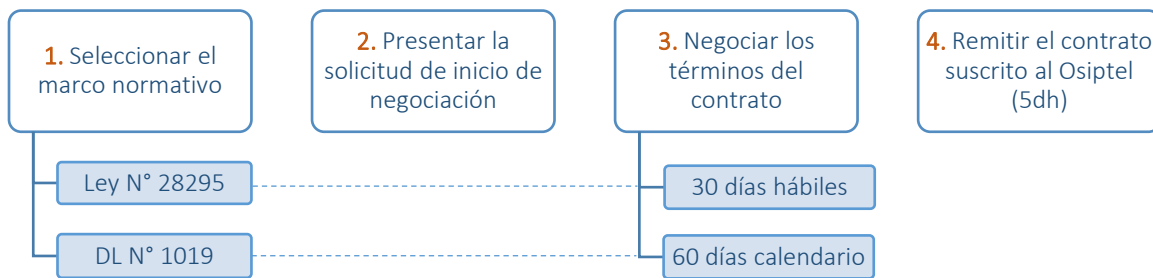 1. Seleccionar el
marco normativo
2. Presentar la
solicitud de inicio de
negociación
3. Negociar los
términos del
contrato
4. Remitir el contrato
suscrito al Osiptel
(5dh)
Ley N° 28295
30 días hábiles
DL N° 1019
60 días calendario